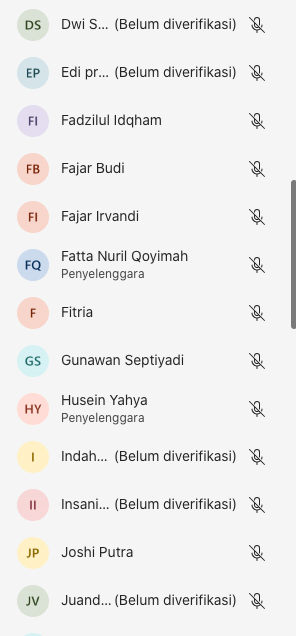 DS Dwi S... (Belum diverifikasi)
EP Edi pr... (Belum diverifikasi)
FI Fadzilul Idqham
FB Fajar Budi
FI Fajar Irvandi
FQ Fatta Nuril Qoyimah
Penyelenggara
F Fitria
GS Gunawan Septiyadi
HY Husein Yahya
Penyelenggara
I Indah... (Belum diverifikasi)
II Insani... (Belum diverifikasi)
JP Joshi Putra
JV Juand... (Belum diverifikasi)